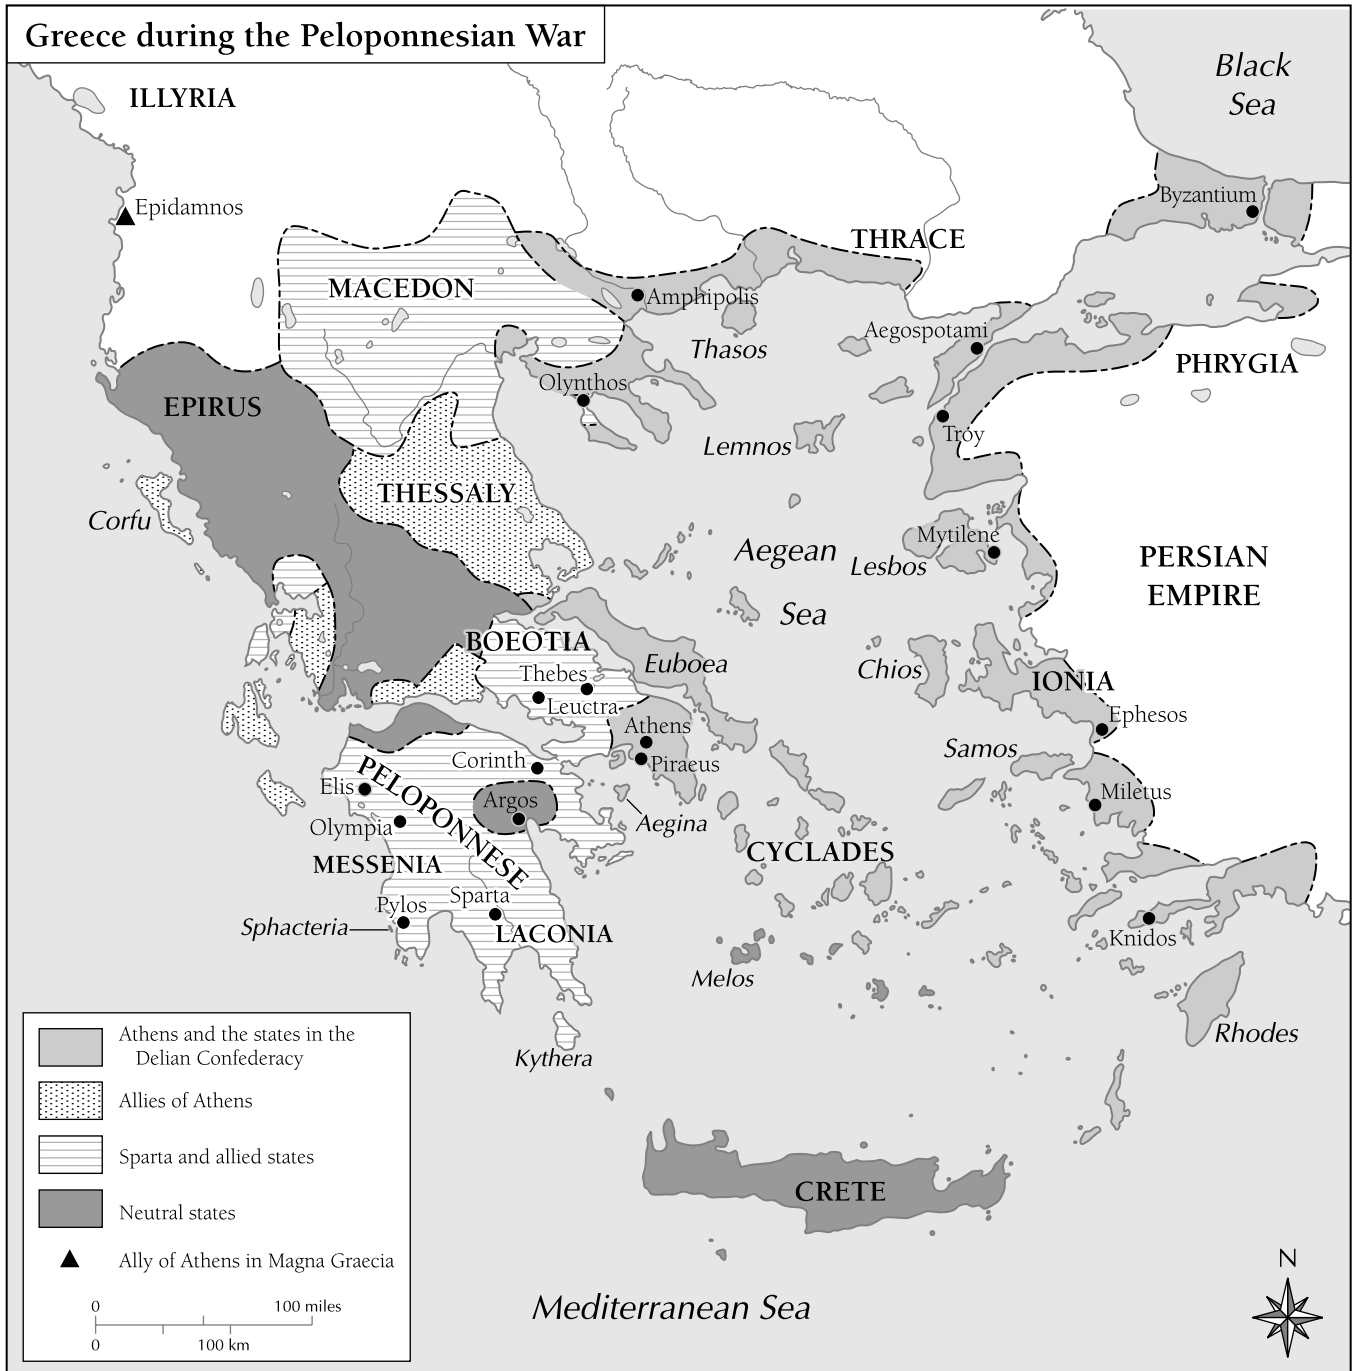 Greece during the Peloponnesian War
Black
Sea
ILLYRIA
Byzantium
Epidamnos
THRACE
MACEDON
Amphipolis
Aegospotami
Thasos
PHRYGIA
Olynthos
EPIRUS
Troy
Lemnos
THESSALY
Corfu
Mytilene
Aegean
Sea
Lesbos
PERSIAN
EMPIRE
BOEOTIA
Euboea
Chios
Thebes
IONIA
Leuctra
Ephesos
Athens
Samos
Corinth
Piraeus
PELOPONNESE
Elis
Argos
Miletus
Olympia
Aegina
CYCLADES
MESSENIA
Sparta
Pylos
Sphacteria
LACONIA
Knidos
Melos
Rhodes
Kythera
CRETE
Mediterranean Sea
Athens and the states in the
Delian Confederacy
Allies of Athens
Sparta and allied states
Neutral states
Ally of Athens in Magna Graecia
0 100 miles
0 100 km
N